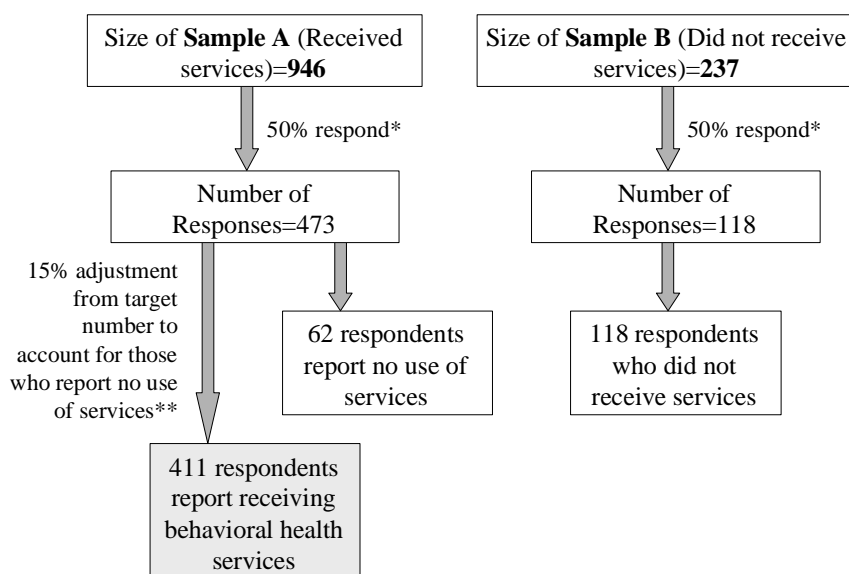 Size of Sample A (Received
services)=946
Size of Sample B (Did not receive
services)=237
50% respond*
50% respond*
Number of
Responses=473
Number of
Responses=118
15% adjustment
from target
number to
account for those
who report no use
of services**
62 respondents
report no use of
services
118 respondents
who did not
receive services
411 respondents
report receiving
behavioral health
services